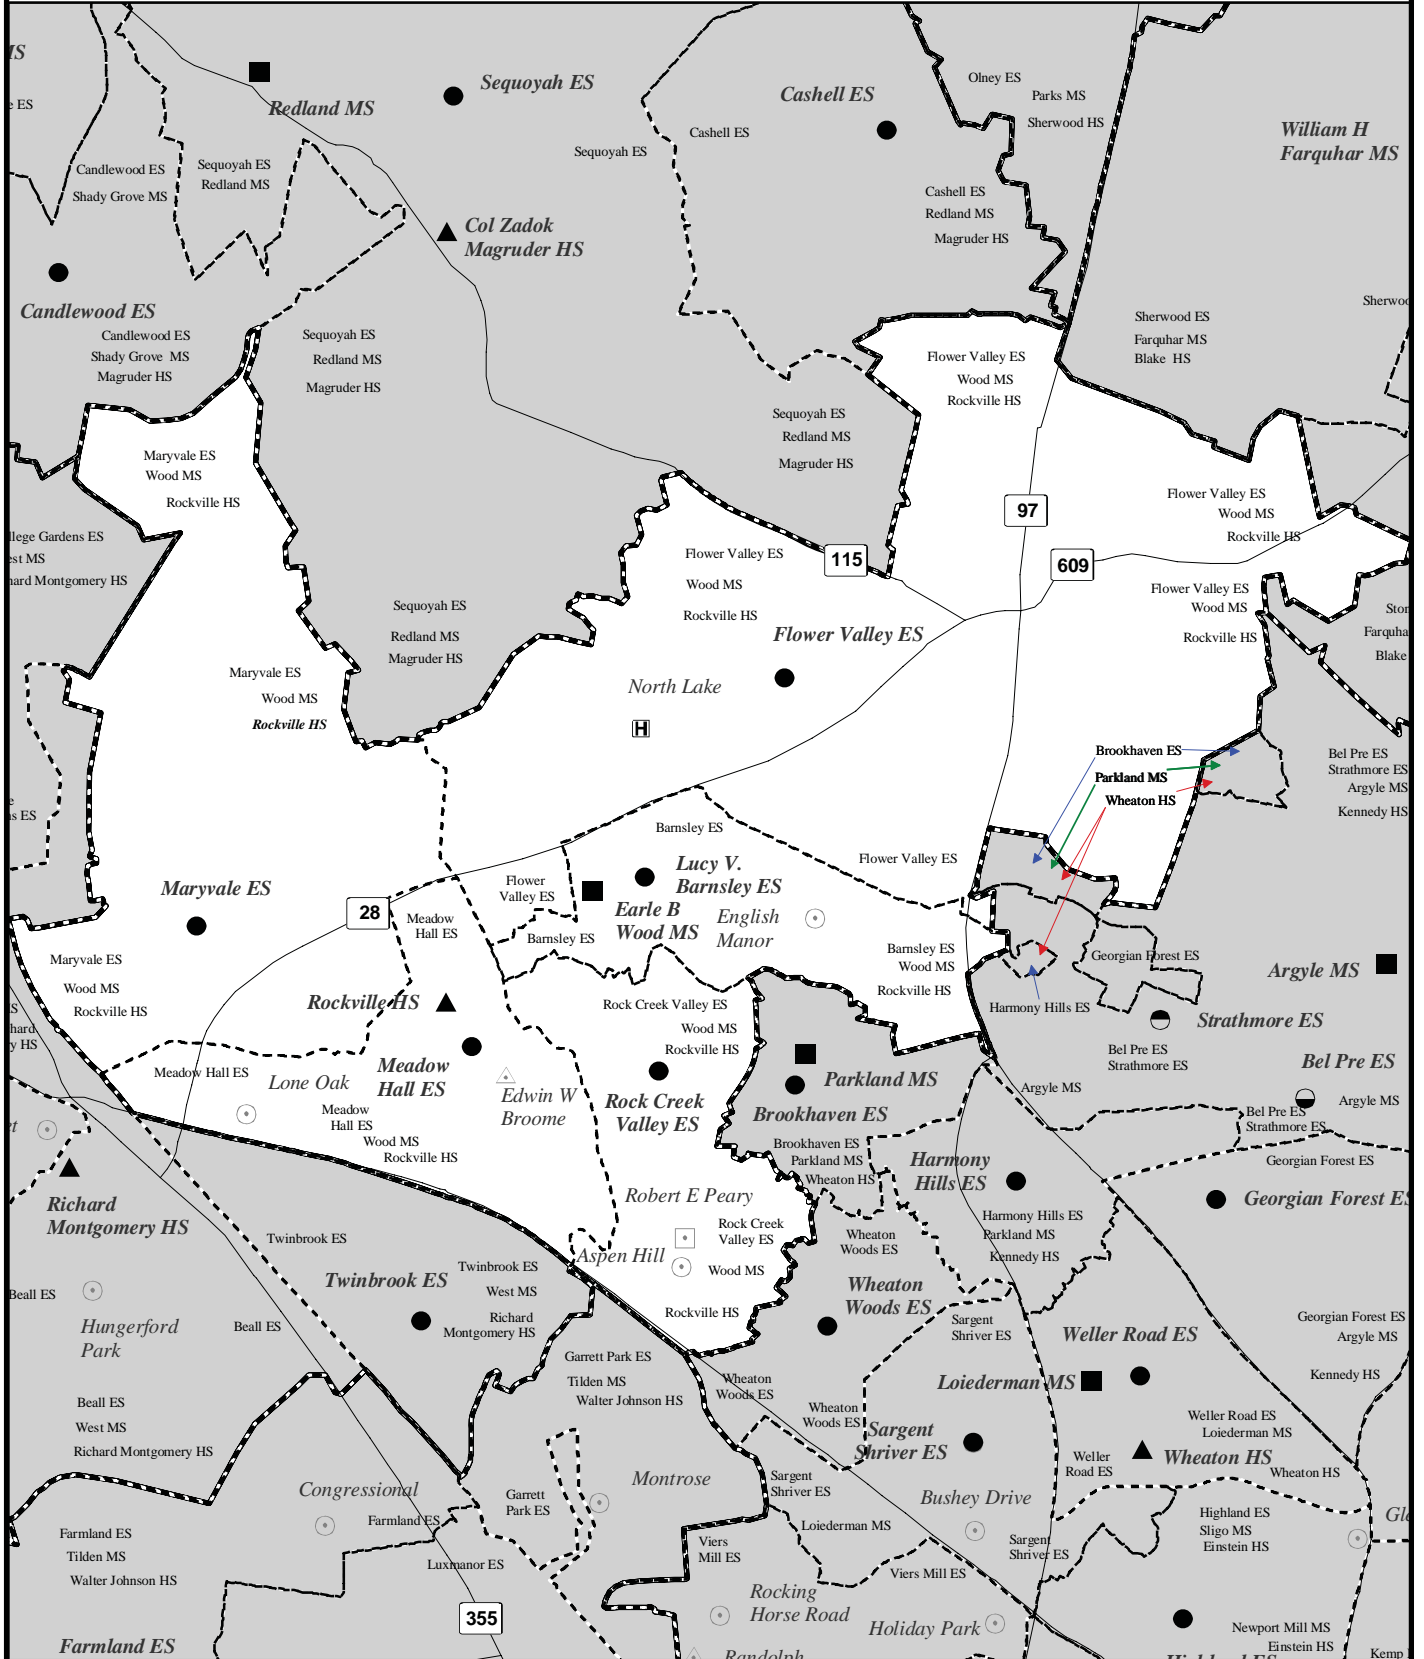 Redland MS
Sequoyah ES
Cashell ES
Olney ES
Parks MS
Sherwood HS
William H
Farquhar MS
Cashell ES
Sequoyah ES
Candlewood ES
Shady Grove MS
Sequoyah ES
Redland MS
Cashell ES
Redland MS
Magruder HS
Col Zadok
Magruder HS
Candlewood ES
Candlewood ES
Shady Grove MS
Magruder HS
Sequoyah ES
Redland MS
Magruder HS
Sherwood ES
Farquhar MS
Blake HS
Flower Valley ES
Wood MS
Rockville HS
Sequoyah ES
Redland MS
Magruder HS
Maryvale ES
Wood MS
Rockville HS
97
Flower Valley ES
Wood MS
Rockville HS
115
609
Flower Valley ES
Wood MS
Rockville HS
Flower Valley ES
Wood MS
Rockville HS
Sequoyah ES
Redland MS
Magruder HS
Flower Valley ES
North Lake
H
Maryvale ES
Wood MS
Rockville HS
Brookhaven ES
Parkland MS
Wheaton HS
Bel Pre ES
Strathmore ES
Argyle MS
Kennedy HS
Barnsley ES
Flower Valley ES
Lucy V.
Barnsley ES
Flower
Valley ES
Earle B
Wood MS
English
Manor
Maryvale ES
28
Meadow
Hall ES
Barnsley ES
Barnsley ES
Wood MS
Rockville HS
Georgian Forest ES
Argyle MS
Maryvale ES
Wood MS
Rockville HS
Rockville HS
Rock Creek Valley ES
Wood MS
Rockville HS
Harmony Hills ES
Strathmore ES
Bel Pre ES
Strathmore ES
Bel Pre ES
Meadow Hall ES
Lone Oak
Meadow
Hall ES
Edwin W
Broome
Rock Creek
Valley ES
Parkland MS
Brookhaven ES
Argyle MS
Argyle MS
Bel Pre ES
Strathmore ES
Meadow
Hall ES
Wood MS
Rockville HS
Brookhaven ES
Parkland MS
Wheaton HS
Harmony
Hills ES
Georgian Forest ES
Georgian Forest ES
Richard
Montgomery HS
Robert E Peary
Rock Creek
Valley ES
Aspen Hill
Wood MS
Rockville HS
Wheaton
Woods ES
Harmony Hills ES
Parkland MS
Kennedy HS
Twinbrook ES
Twinbrook ES
Twinbrook ES
West MS
Richard
Montgomery HS
Wheaton
Woods ES
Beall ES
Hungerford
Park
Beall ES
Sargent
Shriver ES
Weller Road ES
Georgian Forest ES
Argyle MS
Kennedy HS
Garrett Park ES
Tilden MS
Walter Johnson HS
Wheaton
Woods ES
Loiederman MS
Beall ES
West MS
Richard Montgomery HS
Wheaton
Woods ES
Sargent
Shriver ES
Weller Road ES
Loiederman MS
Weller
Road ES
Wheaton HS
Wheaton HS
Congressional
Montrose
Sargent
Shriver ES
Bushey Drive
Garrett
Park ES
Farmland ES
Loiederman MS
Highland ES
Sligo MS
Einstein HS
Farmland ES
Tilden MS
Walter Johnson HS
Luxmanor ES
Viers
Mill ES
Viers Mill ES
Sargent
Shriver ES
355
Rocking
Horse Road
Holiday Park
Newport Mill MS
Einstein HS
Farmland ES
Randolph
Highland ES
Kemp